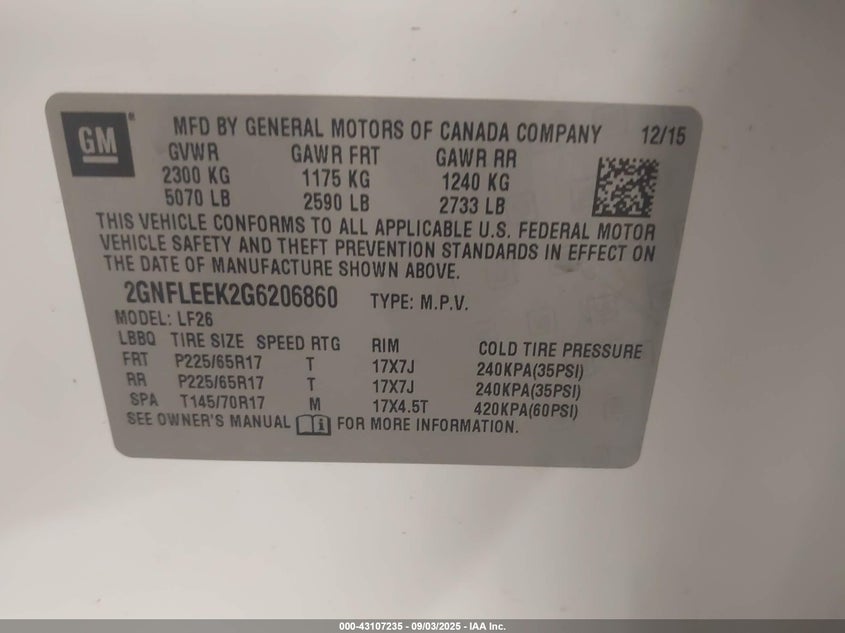 GM ® MFD BY GENERAL MOTORS OF CANADA COMPANY 12/15
GVWR GAWR FRT GAWR RR
2300 KG 1175 KG 1240 KG
5070 LB 2590 LB 2733 LB
THIS VEHICLE CONFORMS TO ALL APPLICABLE U.S. FEDERAL MOTOR
VEHICLE SAFETY AND THEFT PREVENTION STANDARDS IN EFFECT ON
THE DATE OF MANUFACTURE SHOWN ABOVE.
2GNFLEEK2G6206860 TYPE: M.P.V.
MODEL: LF26
LBBQ TIRE SIZE SPEED RTG RIM COLD TIRE PRESSURE
FRT P225/65R17 T 17X7J 240KPA(35PSI)
RR P225/65R17 T 17X7J 240KPA(35PSI)
SPA T145/70R17 M 17X4.5T 420KPA(60PSI)
SEE OWNER'S MANUAL FOR MORE INFORMATION.
000-43107235 - 09/03/2025 - IAA Inc.